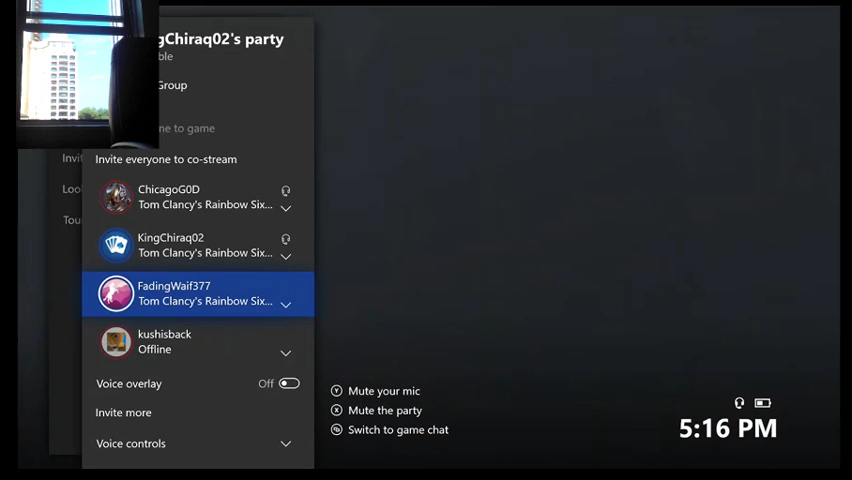 gChiraq02's party
ble
Group
ne to game
Invite everyone to co-stream
Invi
ChicagoG0D
Tom Clancy's Rainbow Six...
Loo
Tou
KingChiraq02
Tom Clancy's Rainbow Six...
FadingWaif377
Tom Clancy's Rainbow Six...
kushisback
Offline
Voice overlay Off
Invite more
Voice controls
Y Mute your mic
X Mute the party
Switch to game chat
5:16 PM